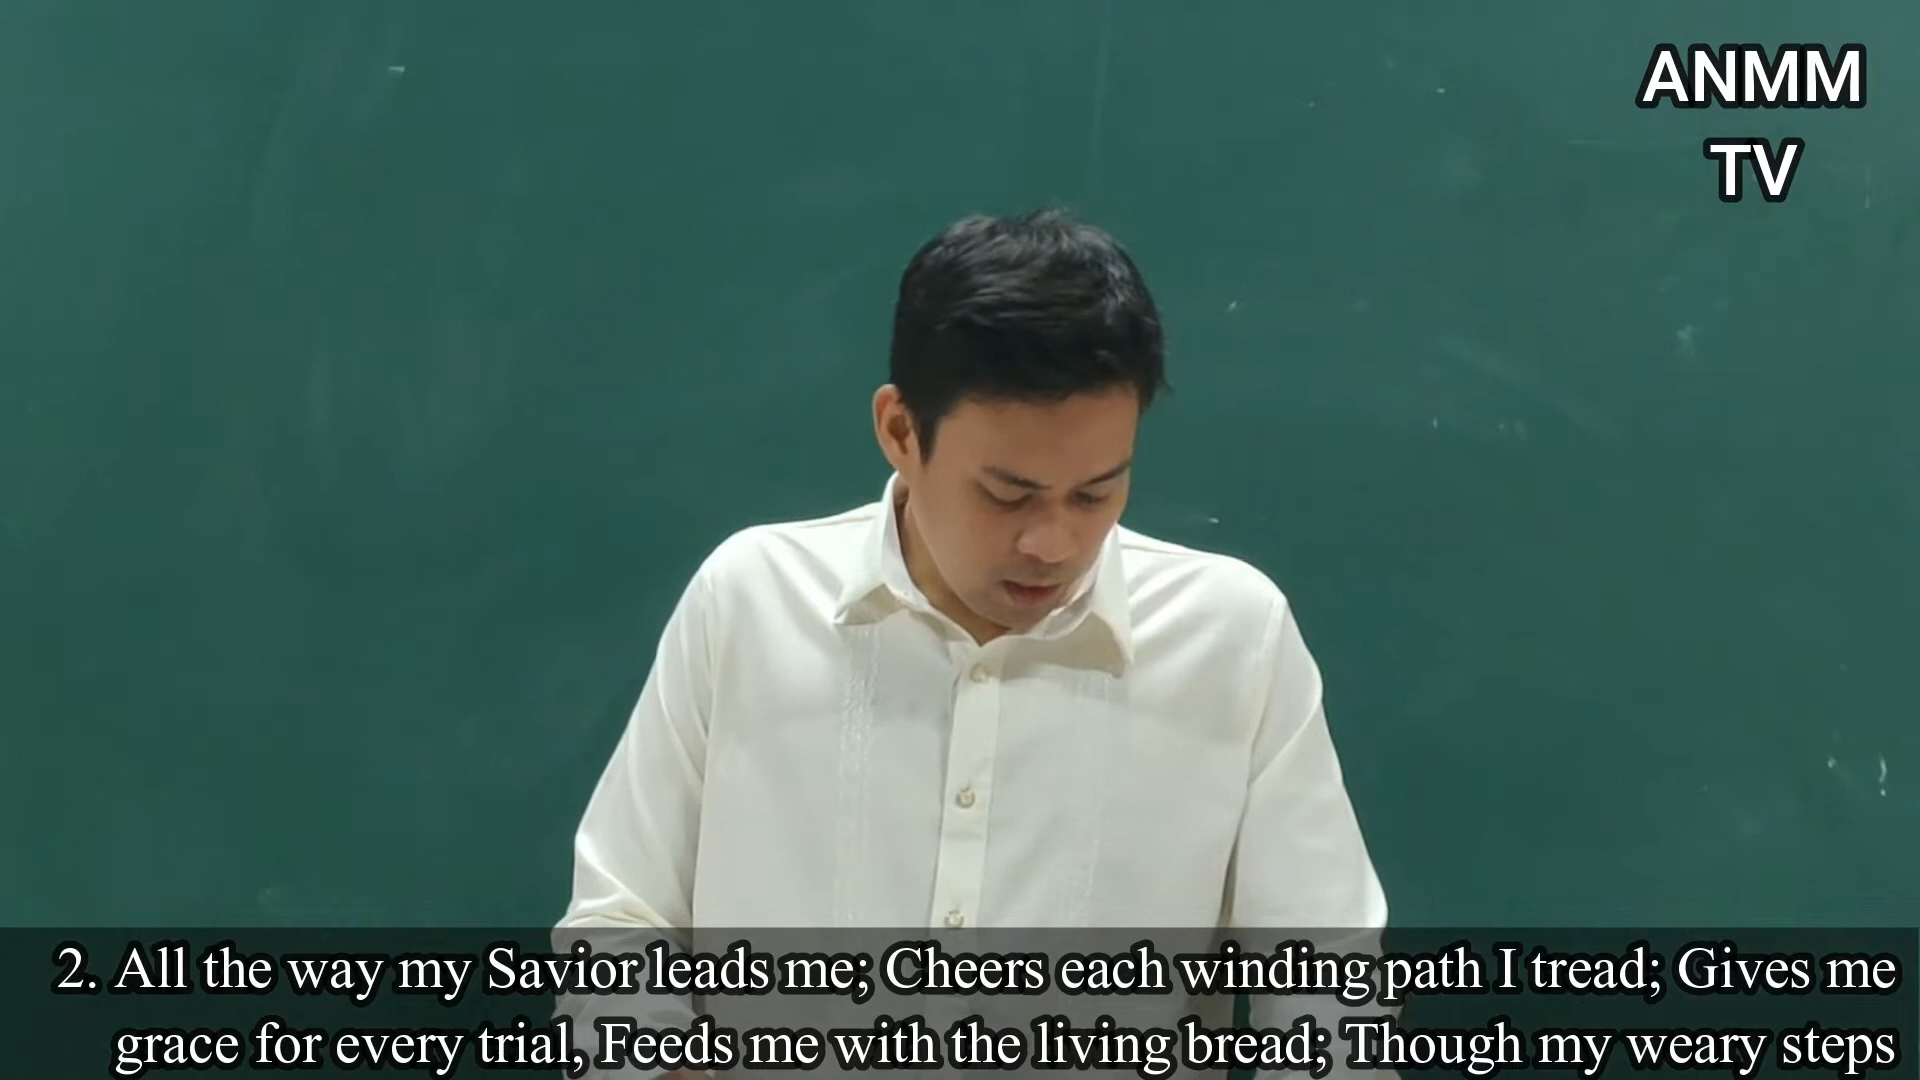 ANMM
TV
2. All the way my Savior leads me; Cheers each winding path I tread; Gives me
grace for every trial, Feeds me with the living bread; Though my weary steps